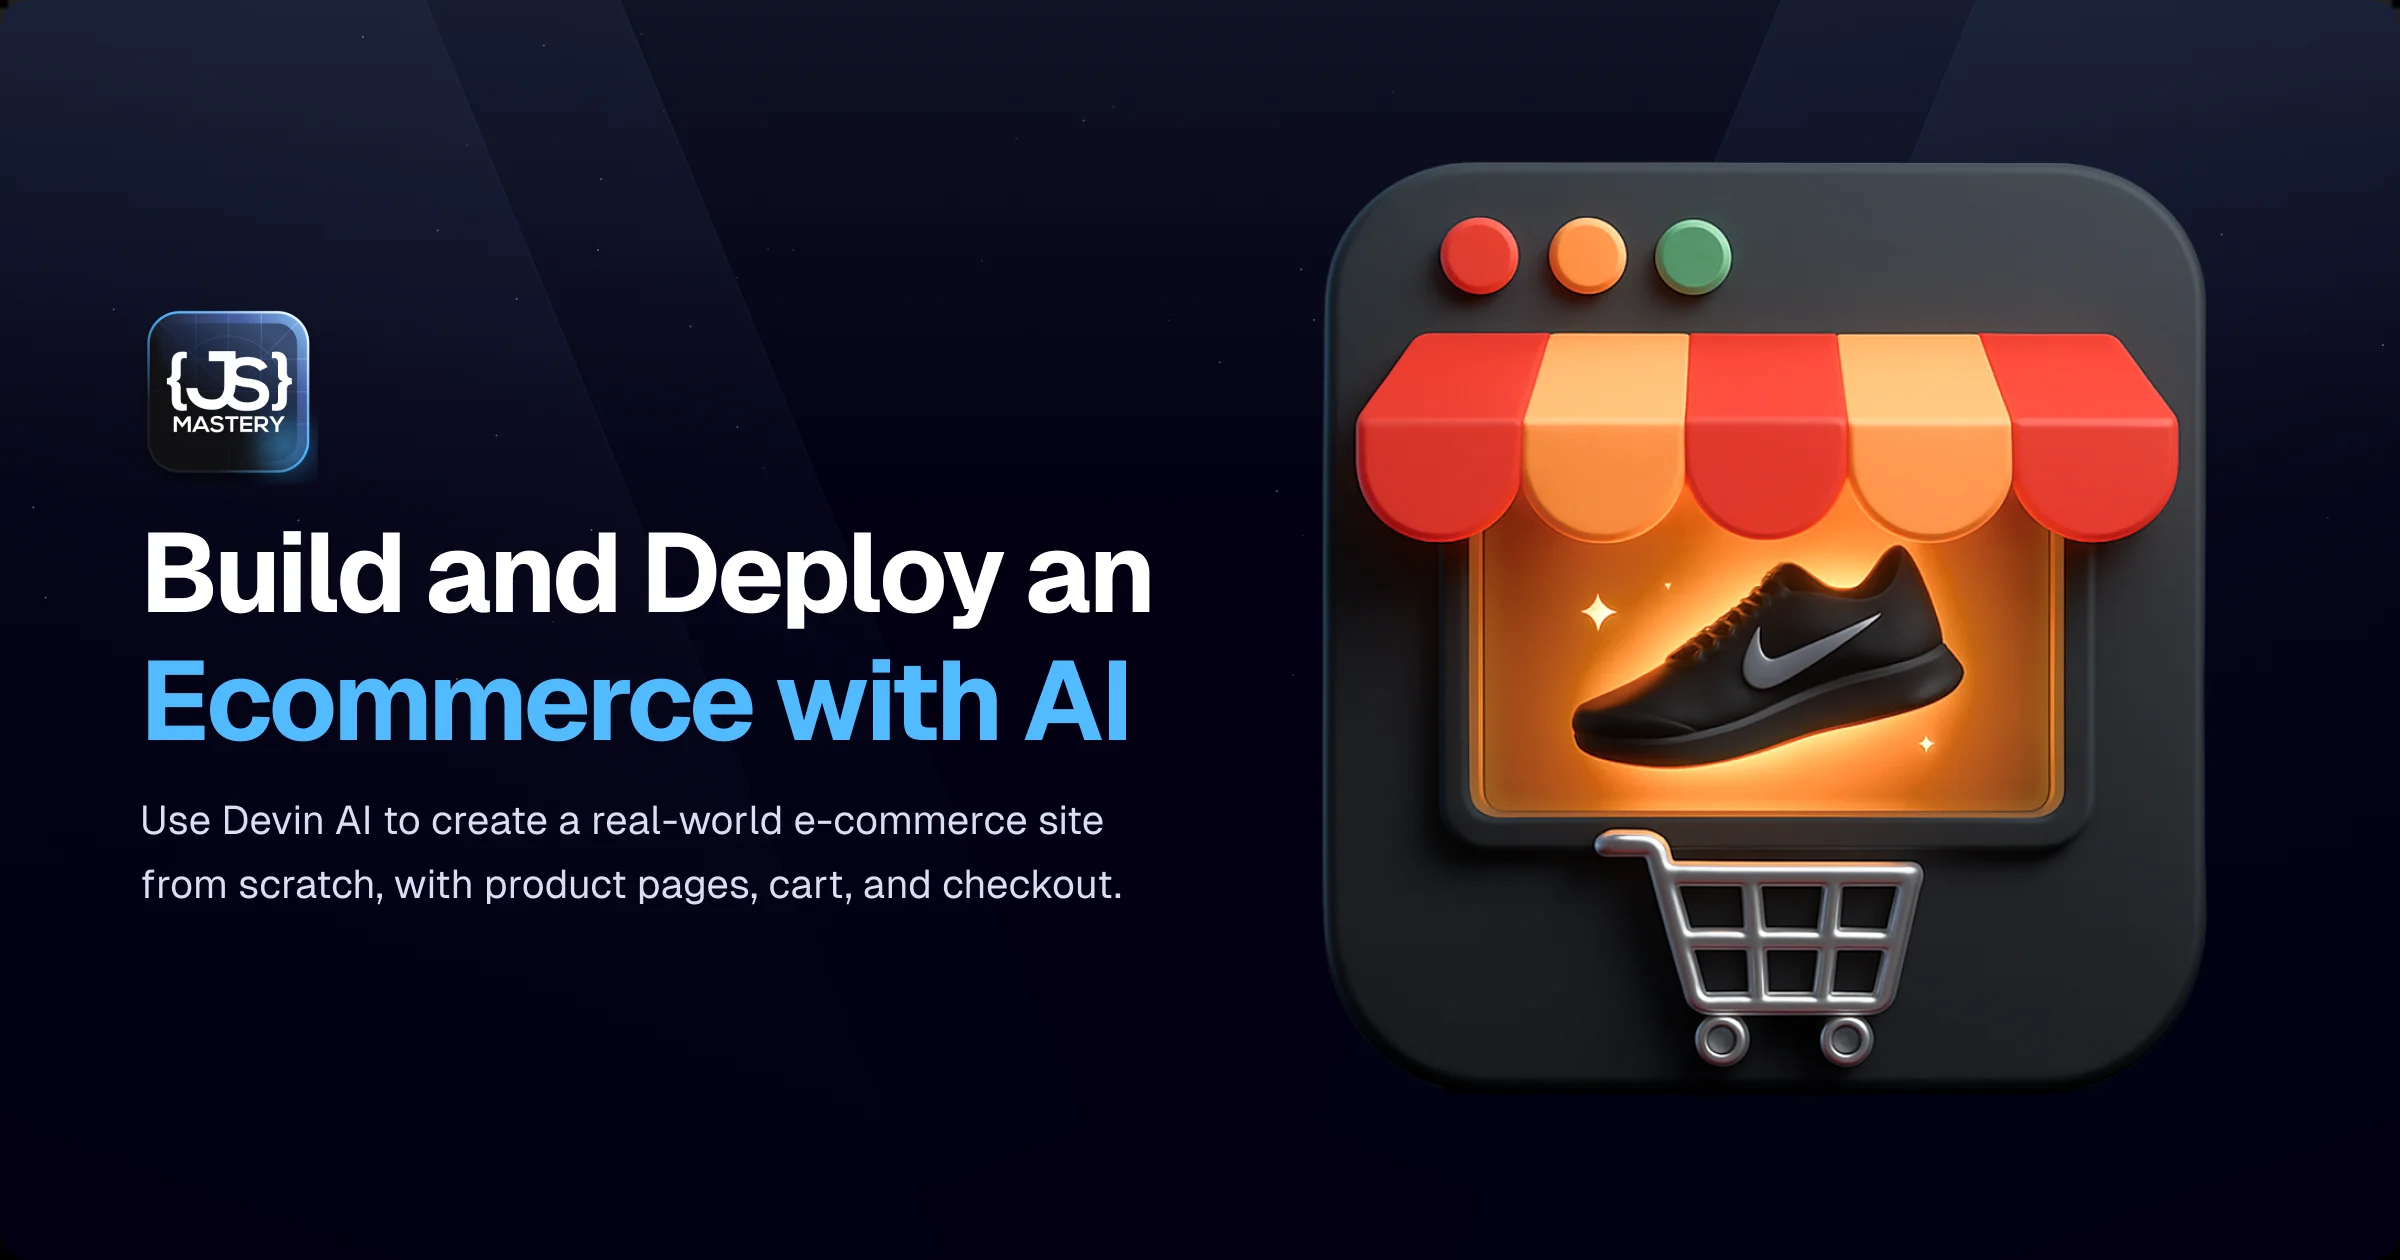 {JS}
MASTERY
Build and Deploy an
Ecommerce with AI
Use Devin AI to create a real-world e-commerce site
from scratch, with product pages, cart, and checkout.